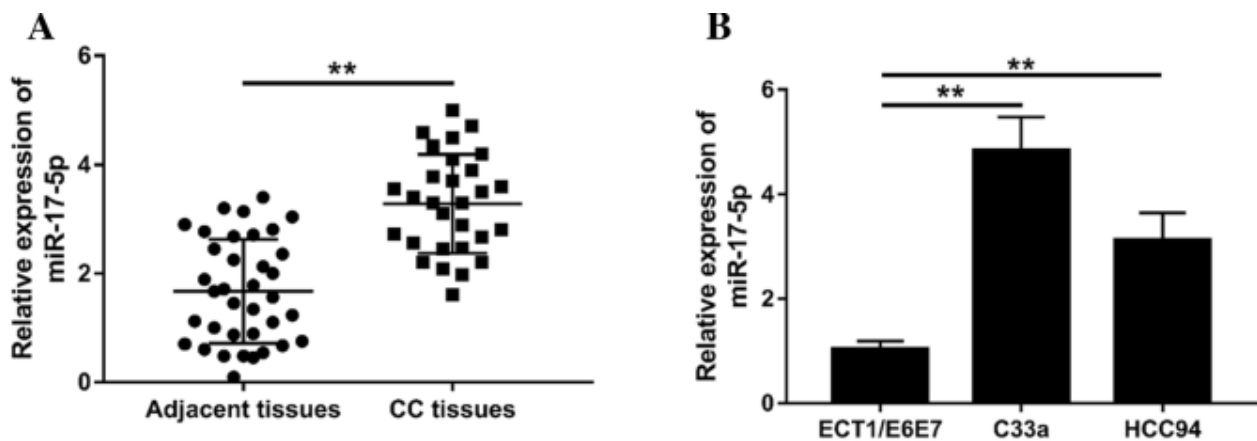 A
Relative expression of
miR-17-5p
6
4
2
0
**
Adjacent tissues
CC tissues
B
Relative expression of
miR-17-5p
6
4
2
0
**
**
ECT1/E6E7
C33a
HCC94